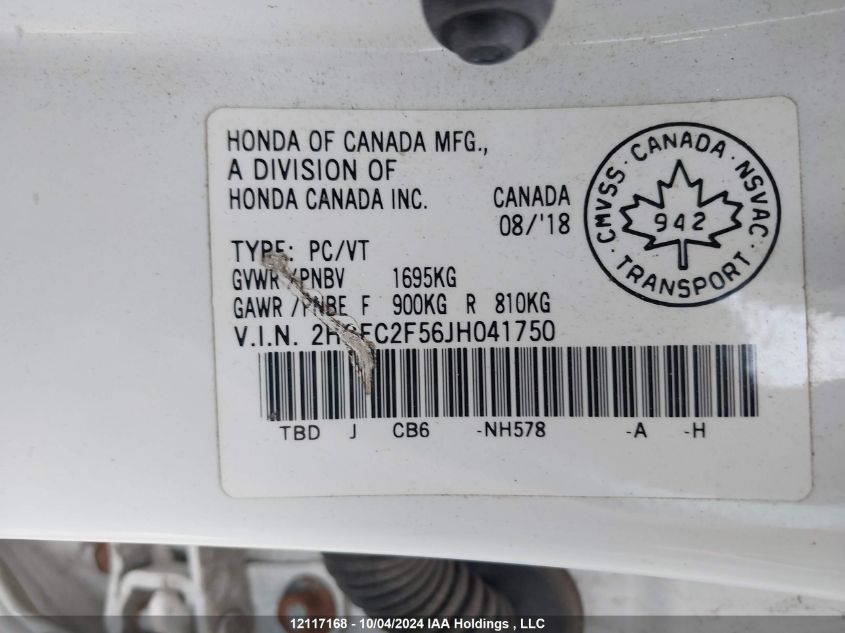 HONDA OF CANADA MFG.,
A DIVISION OF
HONDA CANADA INC.
CANADA
08/'18
TYPE: PC/VT
GVWR /PNBV 1695KG
GAWR /PNBE F 900KG R 810KG
V.I.N.
TBD J CB6 -NH578 -A -H
CMVSS · CANADA · NSVAC
942
· TRANSPORT ·
12117168 - 10/04/2024 IAA Holdings , LLC